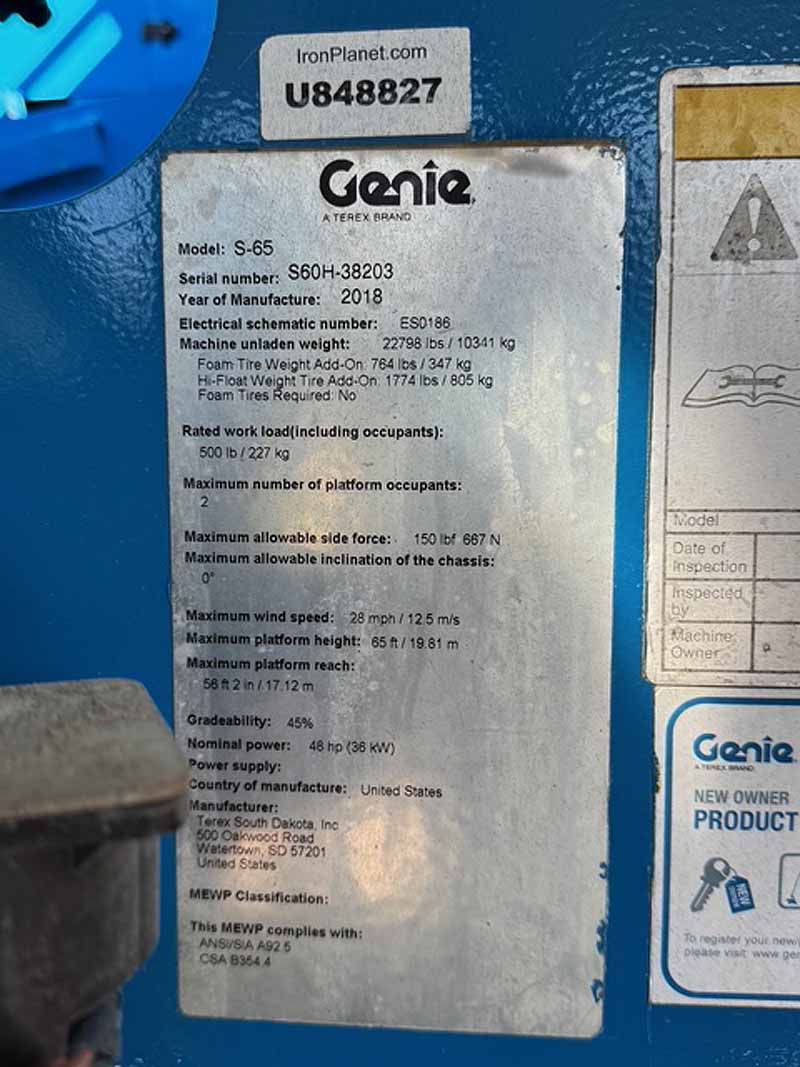 IronPlanet.com
U848827
Genie
A TEREX BRAND
Model: S-65
Serial number: S60H-38203
Year of Manufacture: 2018
Electrical schematic number: ES0186
Machine unladen weight: 22798 lbs / 10341 kg
Foam Tire Weight Add-On: 764 lbs / 347 kg
Hi-Float Weight Tire Add-On: 1774 lbs / 805 kg
Foam Tires Required: No
Rated work load(including occupants):
500 lb / 227 kg
Maximum number of platform occupants:
2
Maximum allowable side force: 150 lbf 667 N
Maximum allowable inclination of the chassis:
0°
Maximum wind speed: 28 mph / 12.5 m/s
Maximum platform height: 65 ft / 19.81 m
Maximum platform reach:
56 ft 2 in / 17.12 m
Gradeability: 45%
Nominal power: 48 hp (36 kW)
Power supply:
Country of manufacture: United States
Manufacturer:
Terex South Dakota, Inc
500 Oakwood Road
Watertown, SD 57201
United States
MEWP Classification:
This MEWP complies with:
ANSI/SIA A92.5
CSA B354.4
Model
Date of
Inspection
Inspected
by
Machine
Owner
Genie
A TEREX BRAND
NEW OWNER
PRODUCT
NEW
To register your new
please visit: www.ge